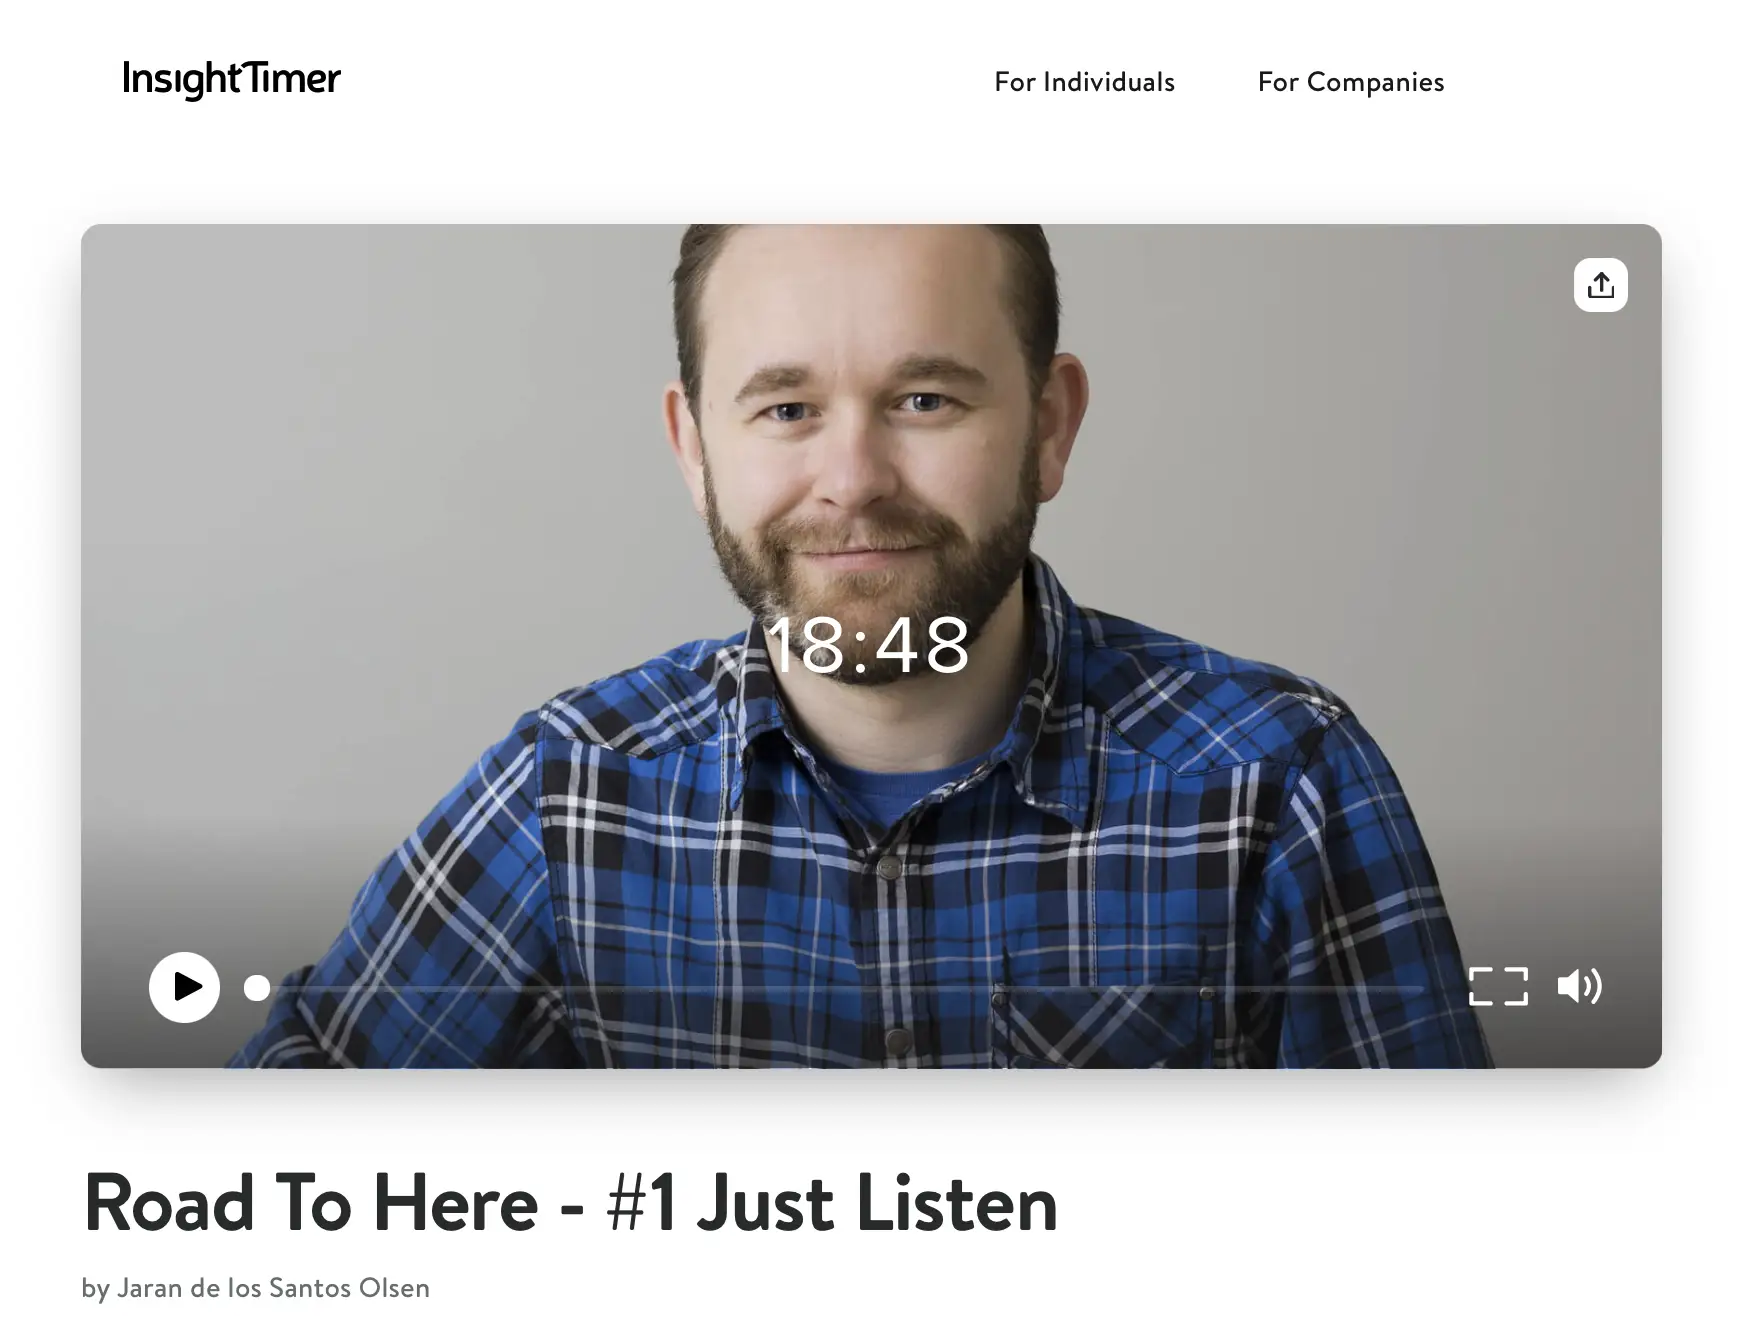 InsightTimer
For Individuals
For Companies
18:48
Road To Here - #1 Just Listen
by Jaran de los Santos Olsen